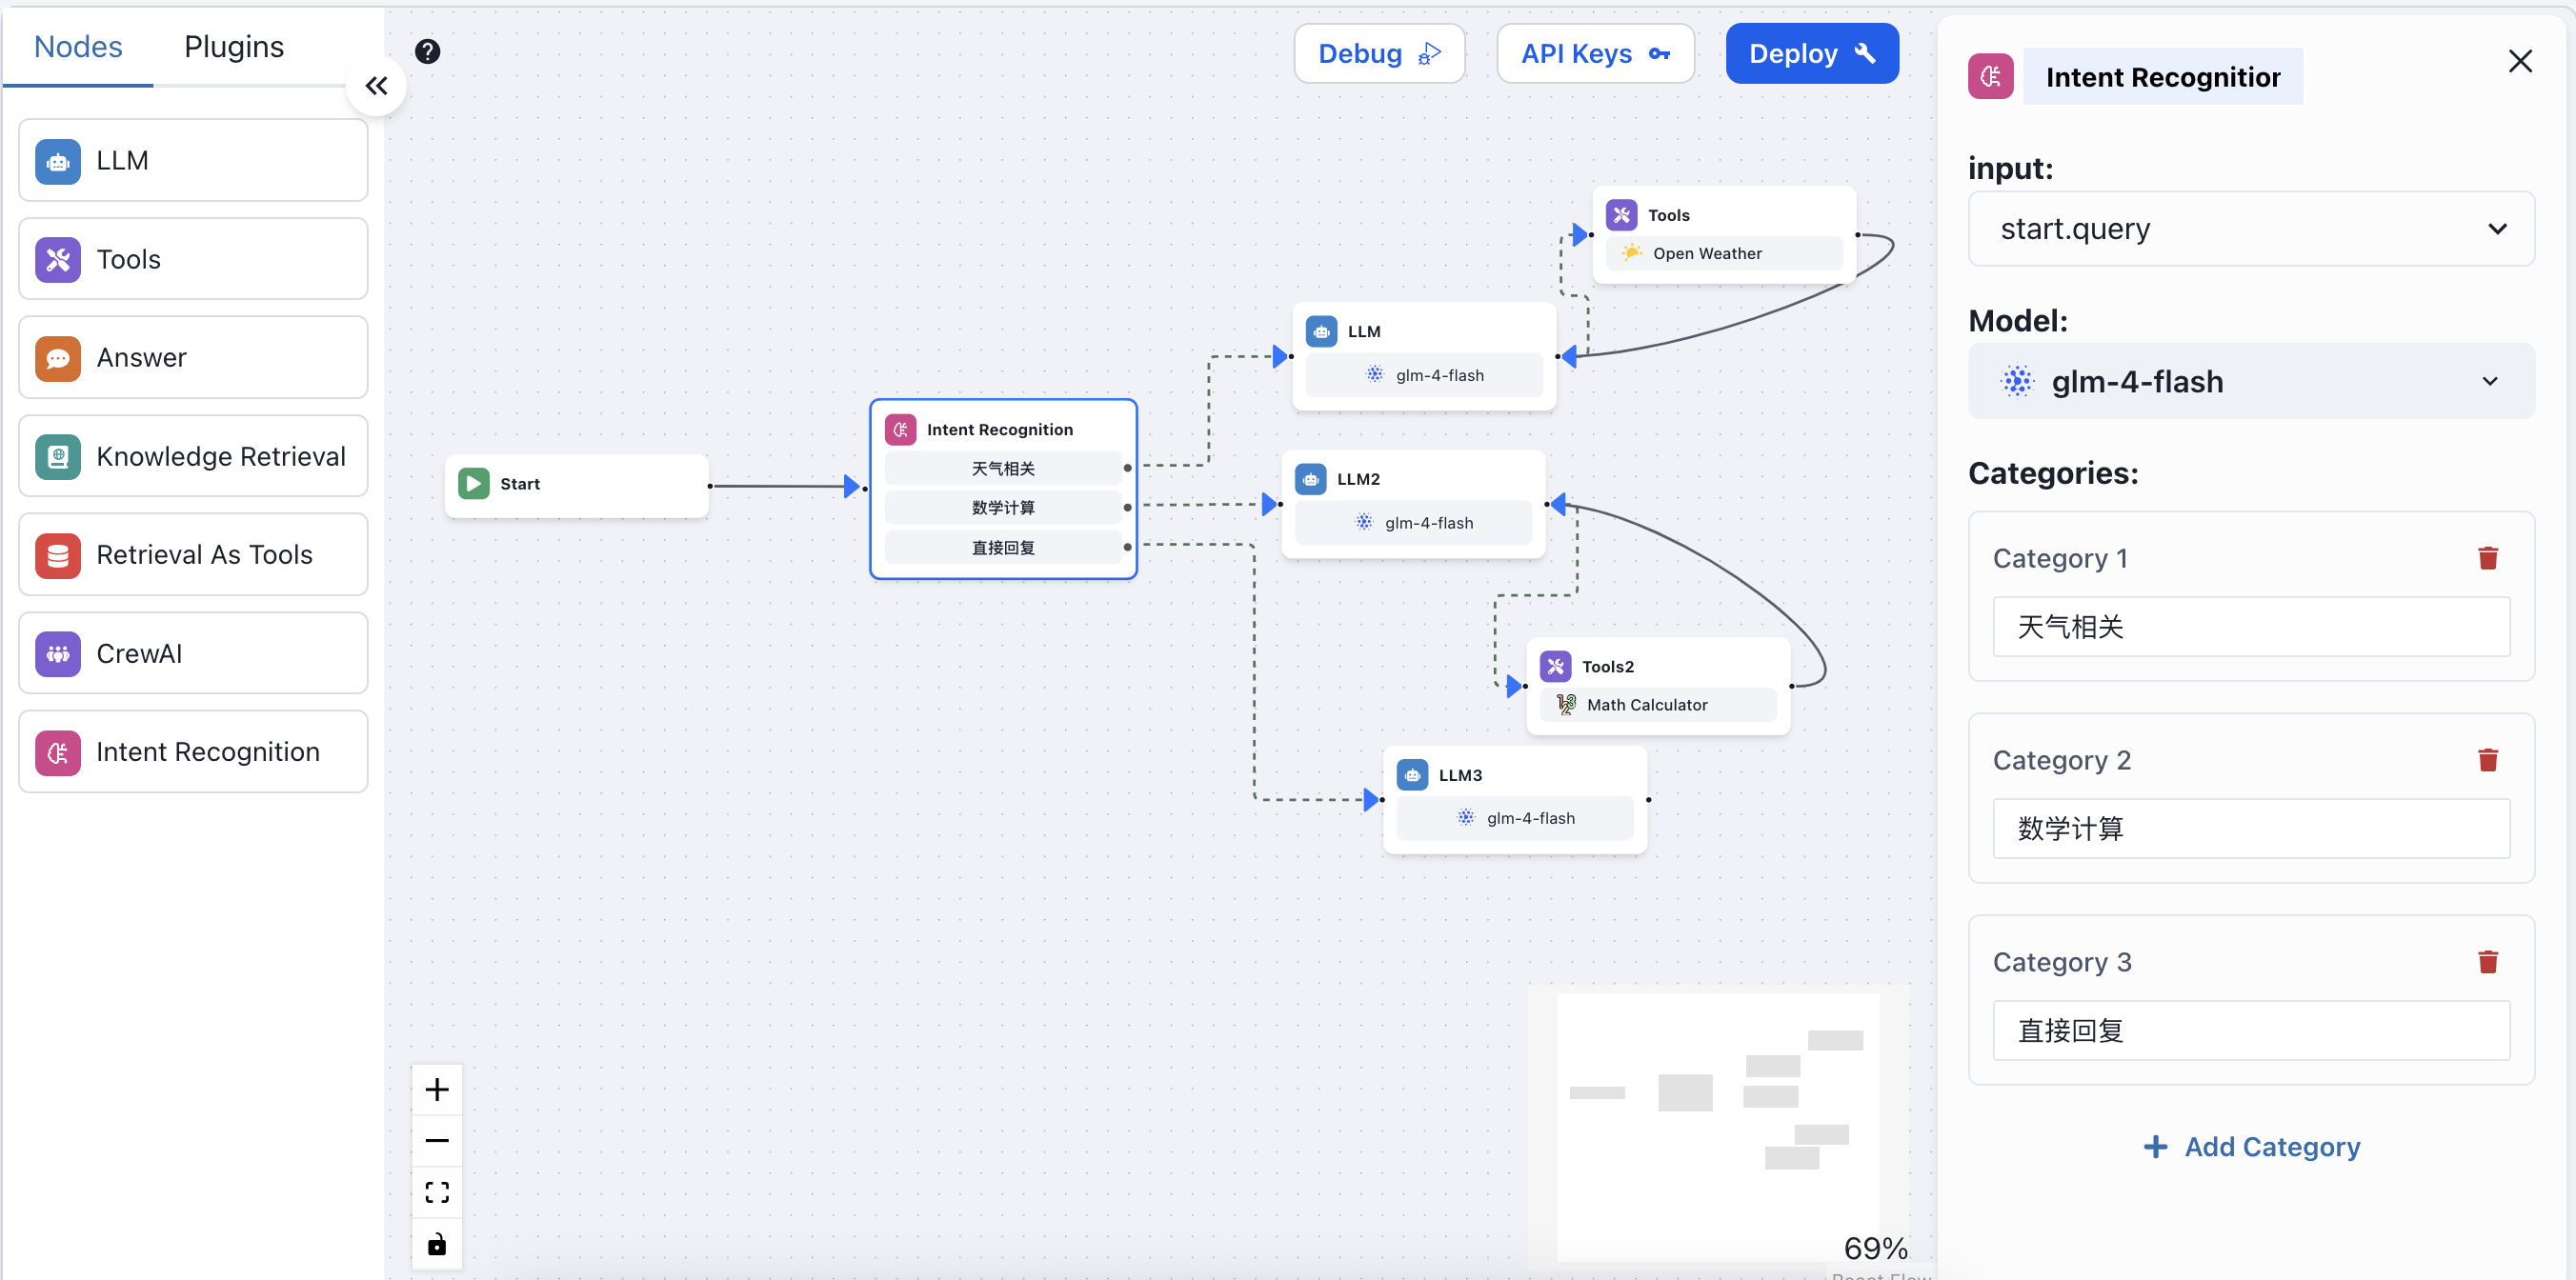 Nodes
Plugins
LLM
Tools
Answer
Knowledge Retrieval
Retrieval As Tools
CrewAI
Intent Recognition
Debug
API Keys
Deploy
Start
Intent Recognition
天气相关
数学计算
直接回复
LLM
glm-4-flash
Tools
Open Weather
LLM2
glm-4-flash
Tools2
Math Calculator
LLM3
glm-4-flash
69%
React Flow
Intent Recognition
input:
start.query
Model:
glm-4-flash
Categories:
Category 1
天气相关
Category 2
数学计算
Category 3
直接回复
Add Category